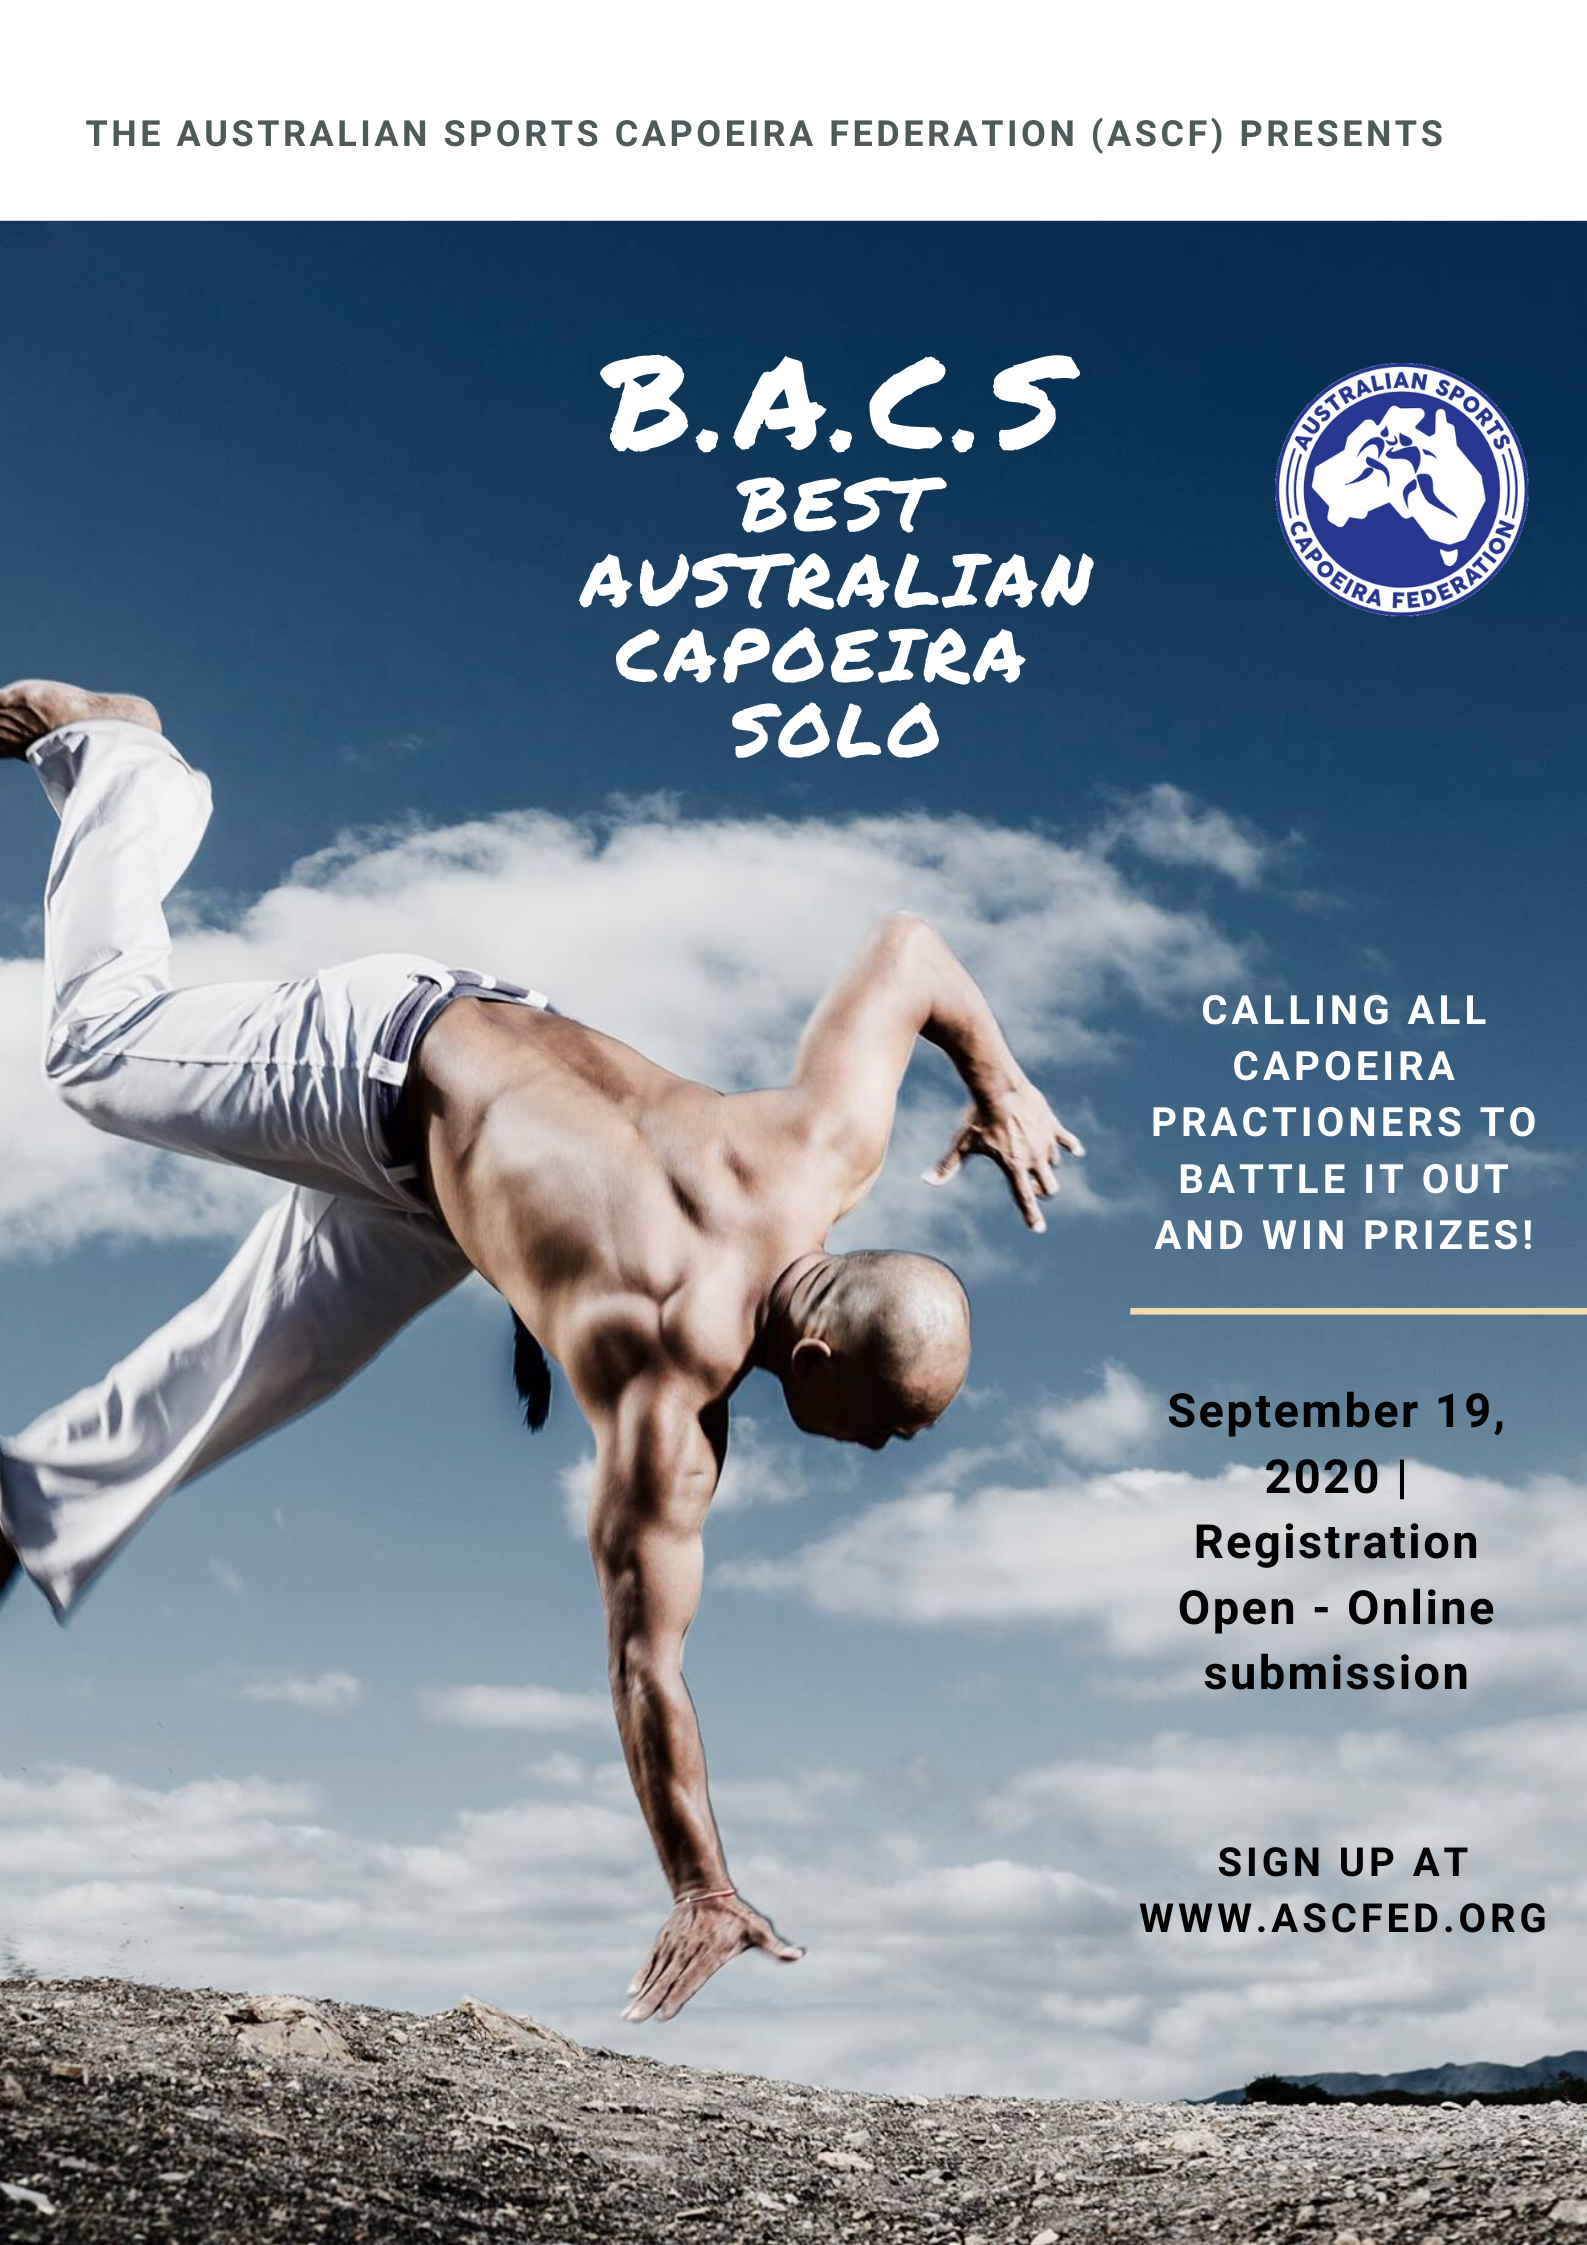 THE AUSTRALIAN SPORTS CAPOEIRA FEDERATION (ASCF) PRESENTS
B.A.C.S
BEST
AUSTRALIAN
CAPOEIRA
SOLO
AUSTRALIAN SPORTS
CAPOEIRA FEDERATION
CALLING ALL
CAPOEIRA
PRACTIONERS TO
BATTLE IT OUT
AND WIN PRIZES!
September 19,
2020 |
Registration
Open - Online
submission
SIGN UP AT
WWW.ASCFED.ORG